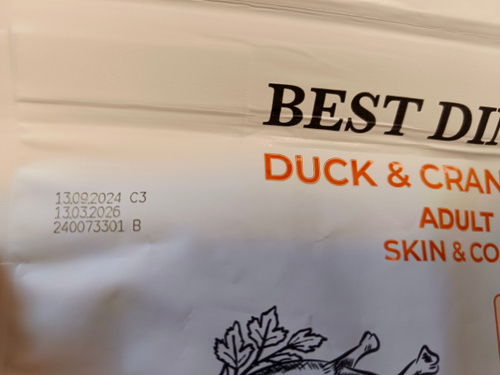 BEST DI
DUCK & CRAN
ADULT
SKIN & CO
13.09.2024 C3
13.03.2026
240073301 B